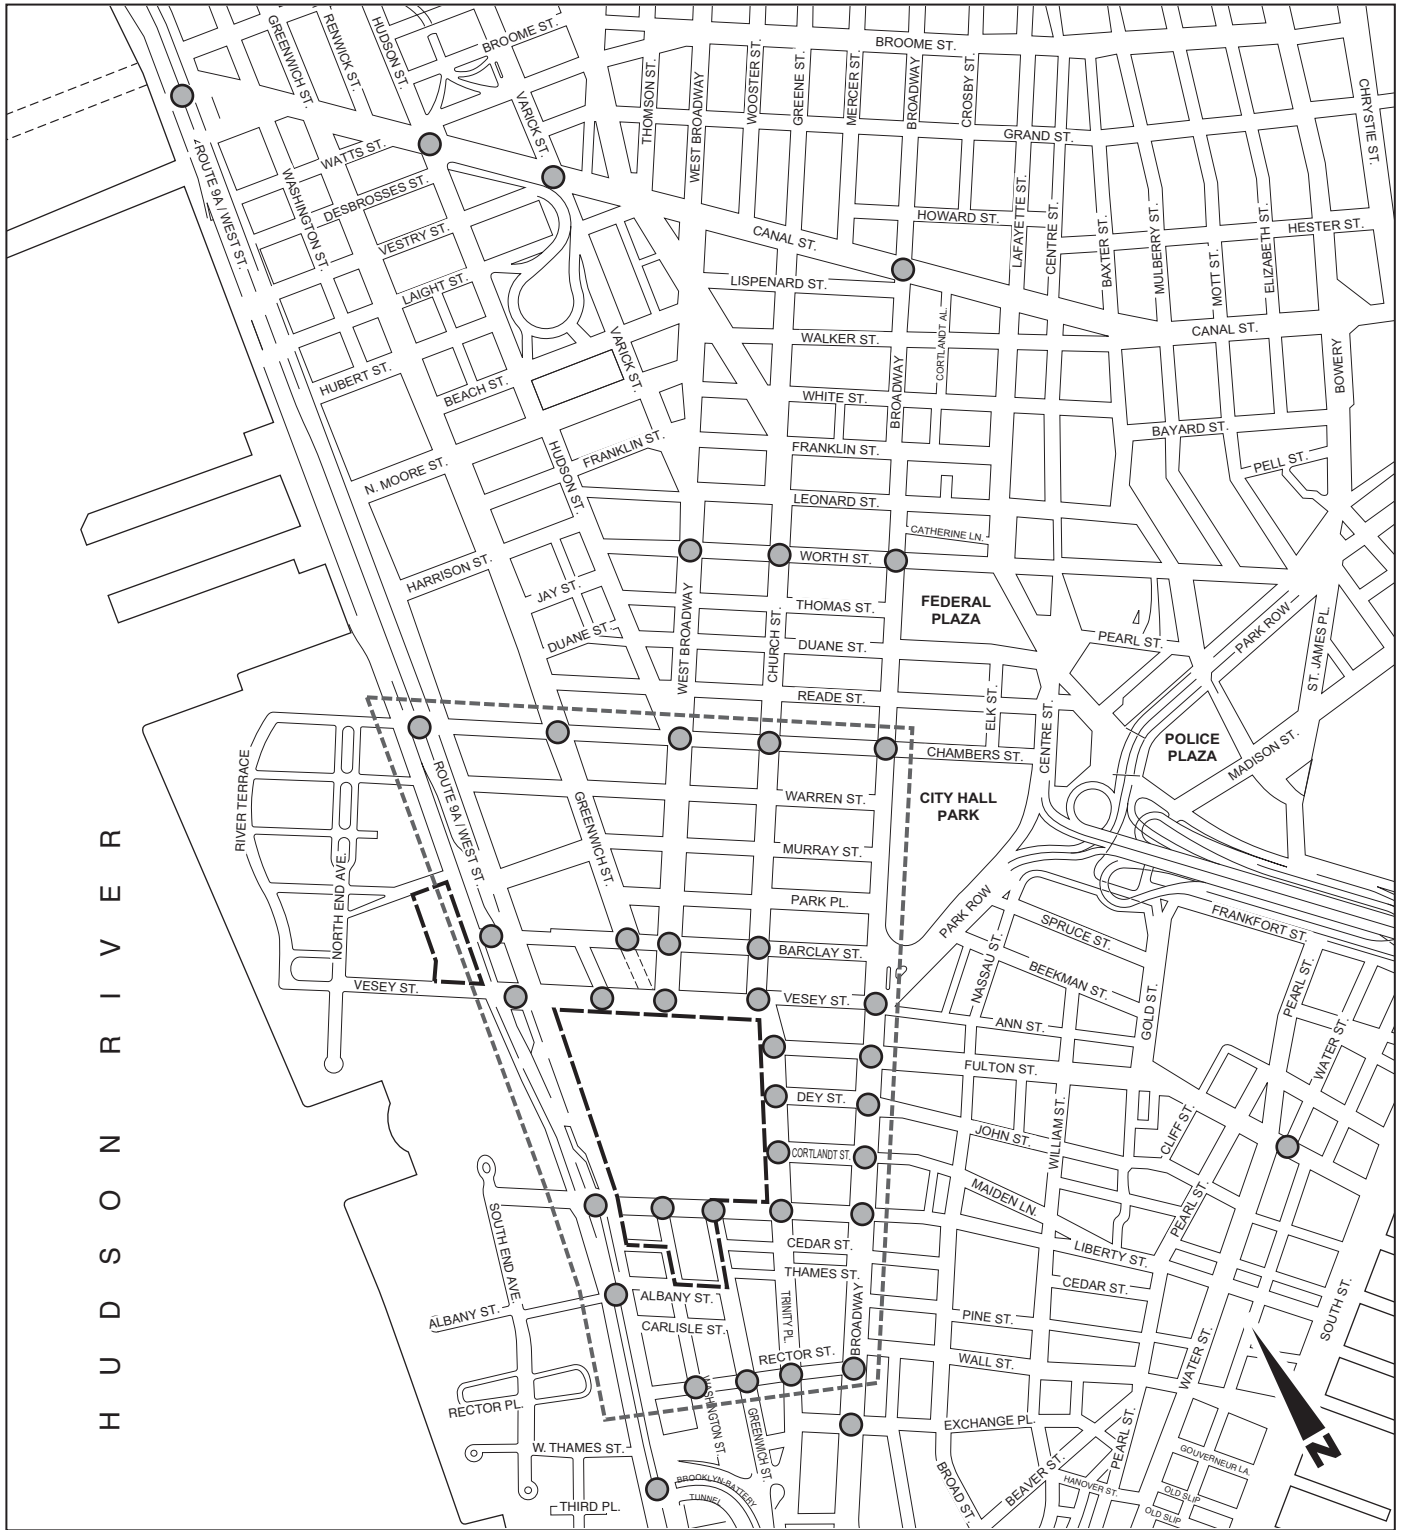 GREENWICH ST.
RENWICK ST.
HUDSON ST.
BROOME ST.
VARICK ST.
THOMSON ST.
WEST BROADWAY
WOOSTER ST.
GREENE ST.
MERCER ST.
BROADWAY
CROSBY ST.
BROOME ST.
GRAND ST.
CHRYSTIE ST.
ROUTE 9A / WEST ST.
WATTS ST.
WASHINGTON ST.
DESBROSSES ST.
VESTRY ST.
LAIGHT ST.
CANAL ST.
HOWARD ST.
LAFAYETTE ST.
CENTRE ST.
BAXTER ST.
MULBERRY ST.
MOTT ST.
ELIZABETH ST.
HESTER ST.
LISPENARD ST.
CORTLANDT AL.
CANAL ST.
WALKER ST.
BOWERY
VARICK ST.
HUBERT ST.
BEACH ST.
WHITE ST.
BROADWAY
BAYARD ST.
FRANKLIN ST.
HUDSON ST.
FRANKLIN ST.
PELL ST.
N. MOORE ST.
LEONARD ST.
CATHERINE LN.
WORTH ST.
HARRISON ST.
JAY ST.
DUANE ST.
WEST BROADWAY
CHURCH ST.
THOMAS ST.
FEDERAL
PLAZA
DUANE ST.
PEARL ST.
PARK ROW
ST. JAMES PL.
READE ST.
ELK ST.
CENTRE ST.
CHAMBERS ST.
POLICE
PLAZA
MADISON ST.
RIVER TERRACE
ROUTE 9A / WEST ST.
GREENWICH ST.
WARREN ST.
CITY HALL
PARK
MURRAY ST.
PARK PL.
NORTH END AVE.
PARK ROW
SPRUCE ST.
FRANKFORT ST.
BARCLAY ST.
NASSAU ST.
BEEKMAN ST.
GOLD ST.
PEARL ST.
WATER ST.
VESEY ST.
VESEY ST.
ANN ST.
FULTON ST.
DEY ST.
JOHN ST.
WILLIAM ST.
CLIFF ST.
CORTLANDT ST.
MAIDEN LN.
PEARL ST.
HUDSON RIVER
SOUTH END AVE.
CEDAR ST.
LIBERTY ST.
THAMES ST.
CEDAR ST.
ALBANY ST.
ALBANY ST.
TRINITY PL.
BROADWAY
PINE ST.
WATER ST.
SOUTH ST.
CARLISLE ST.
RECTOR ST.
WALL ST.
RECTOR PL.
WASHINGTON ST.
GREENWICH ST.
EXCHANGE PL.
PEARL ST.
N
W. THAMES ST.
BROOKLYN-BATTERY
TUNNEL
BROAD ST.
BEAVER ST.
HANOVER ST.
GOUVERNEUR LA.
OLD SLIP
OLD SLIP
THIRD PL.